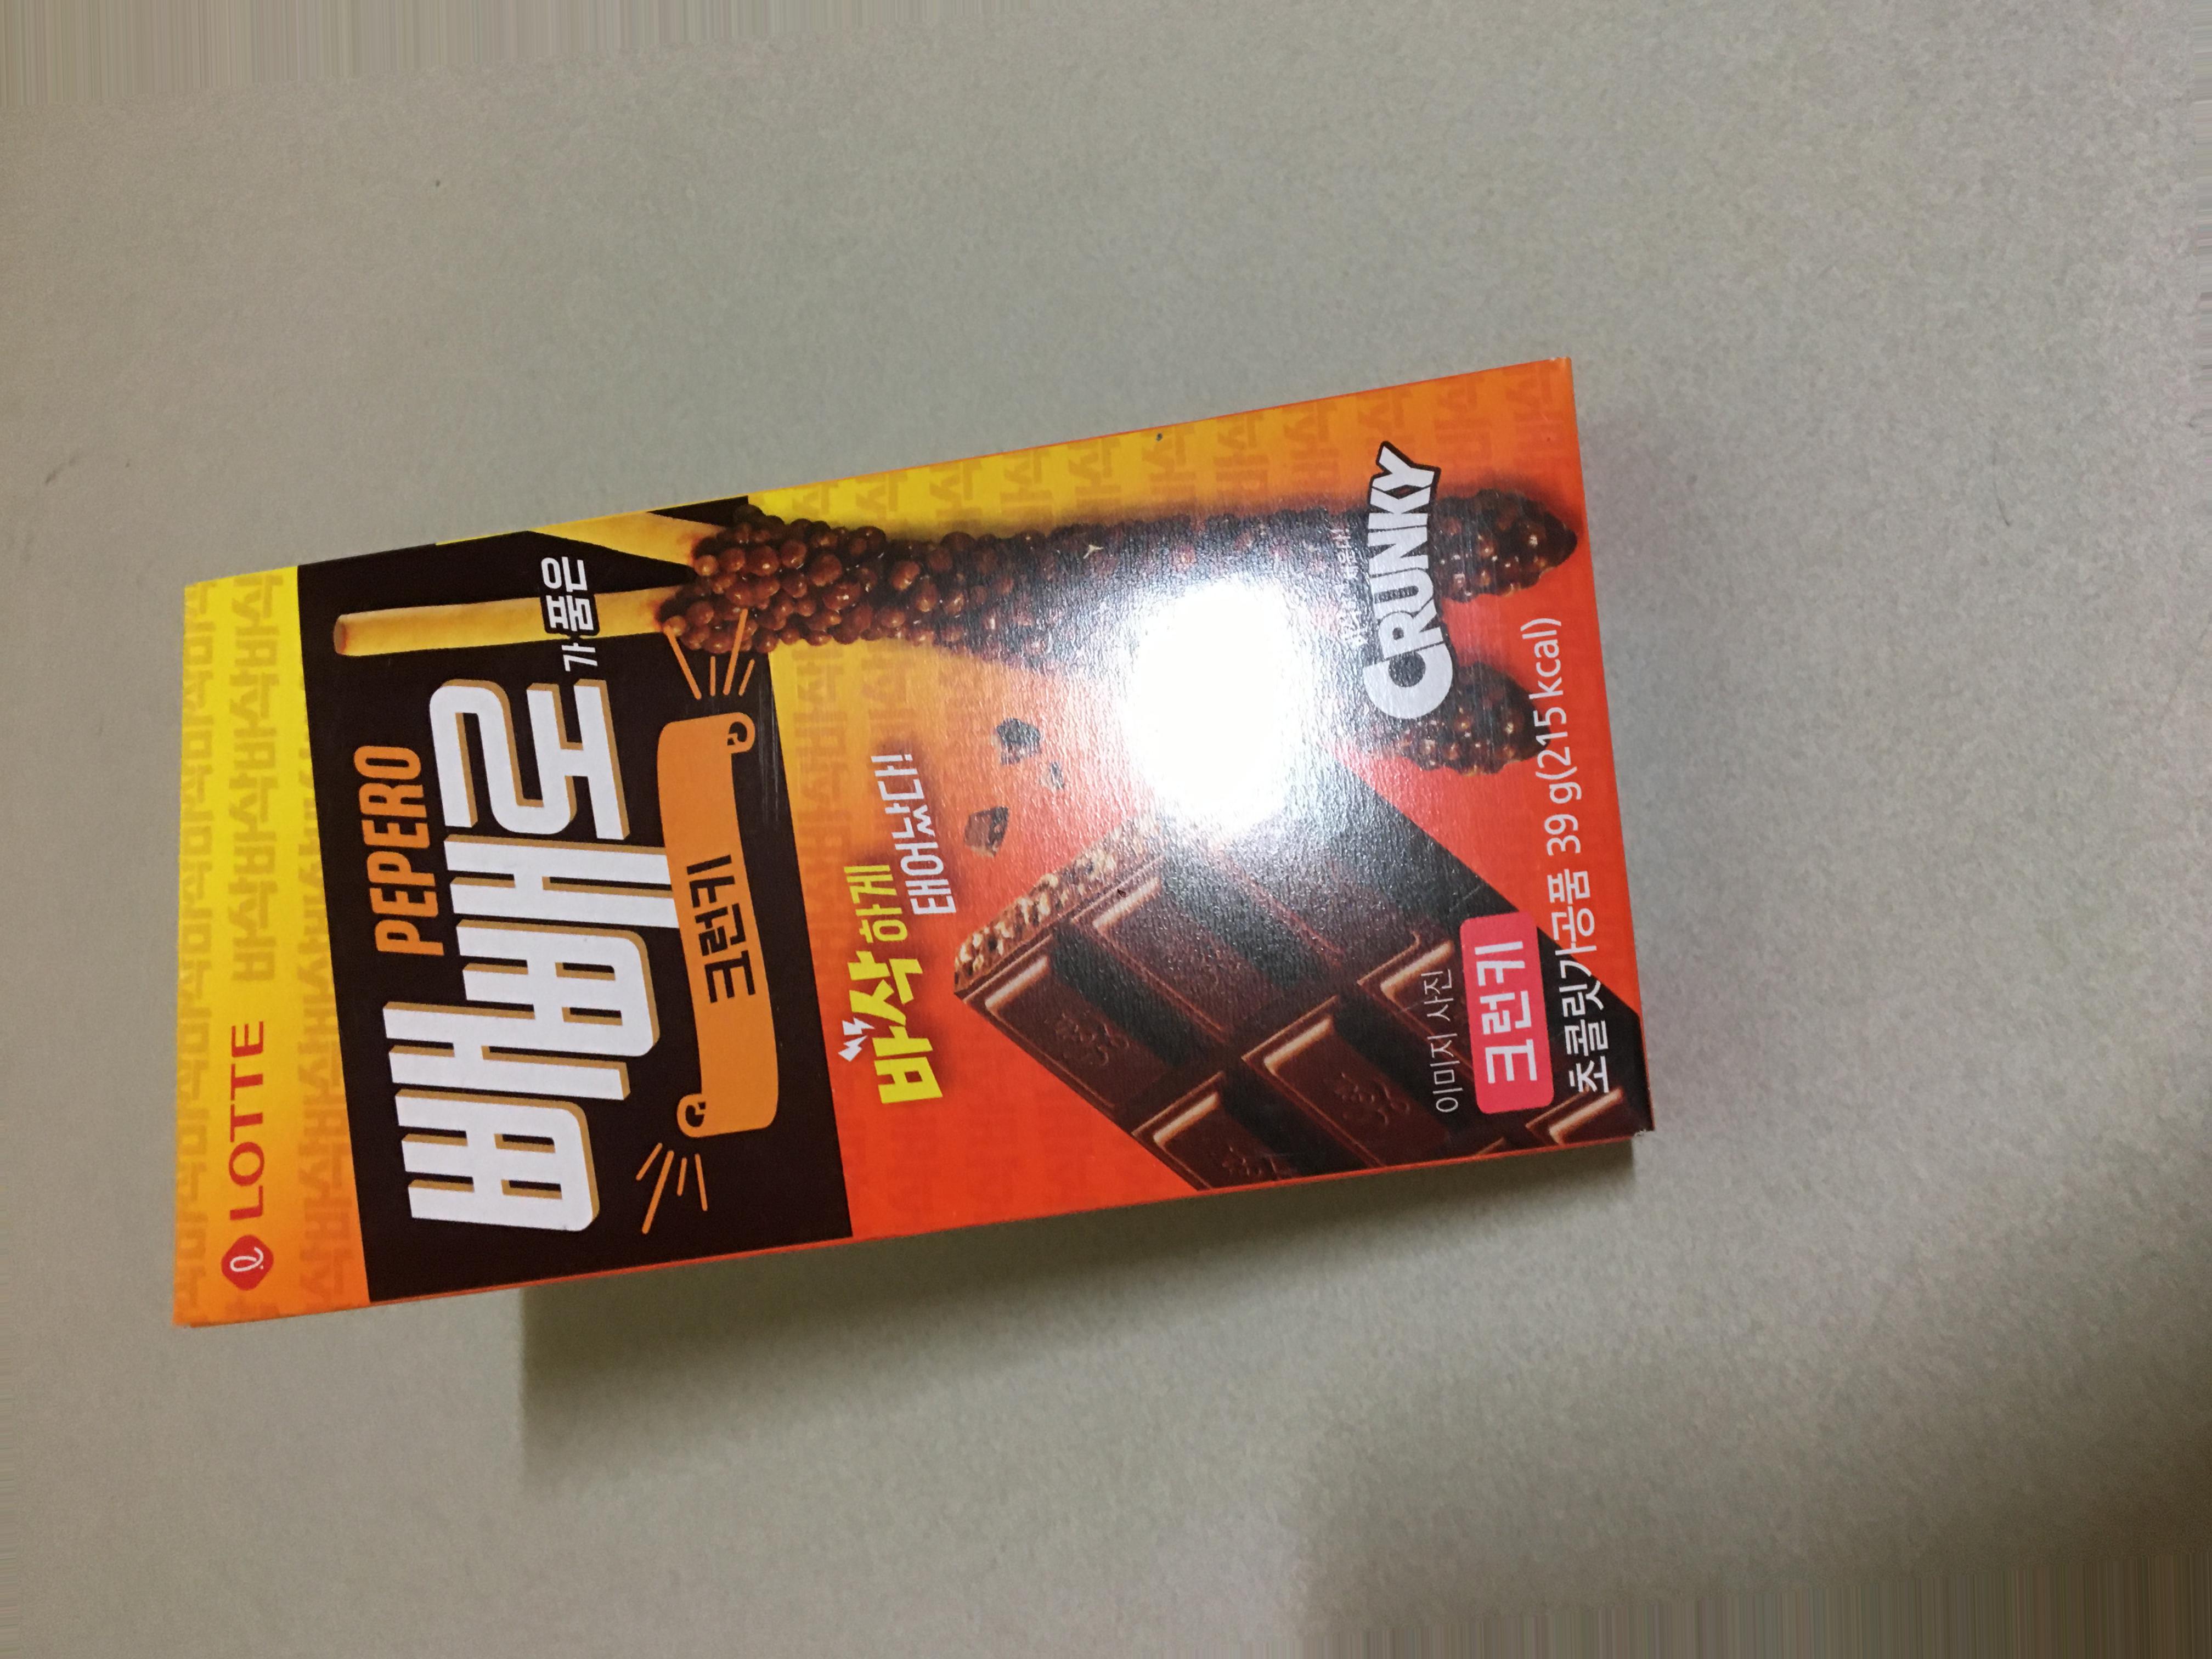 LOTTE
PEPERO
빼빼로가 품은
크런키
바삭하게
태어났다!
CRUNKY
이미지 사진
크런키
초콜릿가공품 39 g(215 kcal)